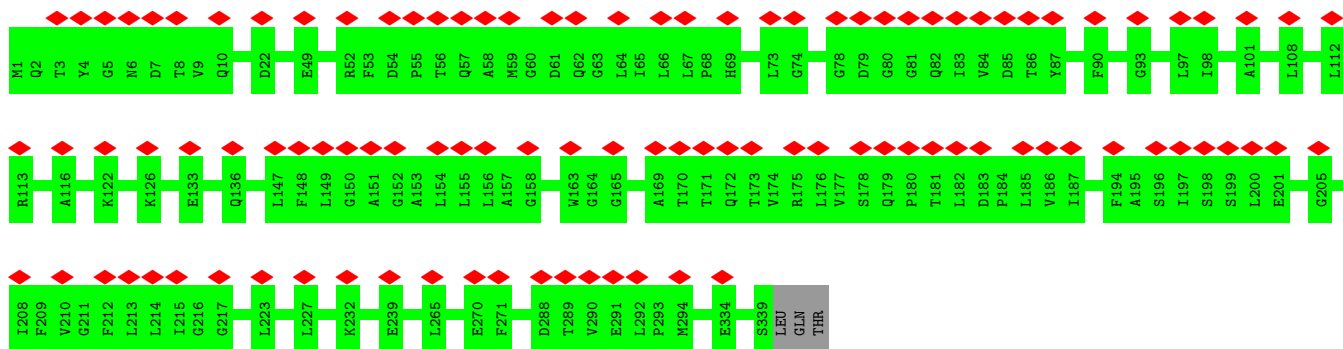 M1 Q2 T3 Y4 G5 N6 D7 T8 V9 Q10 D22 E49 R52 F53 D54 P55 T56 Q57 A58 M59 G60 D61 Q62 G63 L64 I65 L66 L67 P68 H69 L73 G74 G78 D79 G80 G81 Q82 I83 V84 D85 T86 Y87 F90 G93 L97 I98 A101 L108 L112
R113 A116 K122 K126 E133 Q136 L147 F148 L149 G150 A151 G152 A153 L154 L155 L156 A157 G158 W163 G164 G165 A169 T170 T171 Q172 T173 V174 R175 L176 V177 S178 Q179 P180 T181 L182 D183 P184 L185 V186 I187 F194 A195 S196 I197 S198 S199 L200 E201 G205
I208 F209 V210 G211 F212 L213 L214 I215 G216 G217 L223 L227 K232 E239 L265 E270 F271 D288 T289 V290 E291 L292 P293 M294 E334 S339 LEU GLN THR